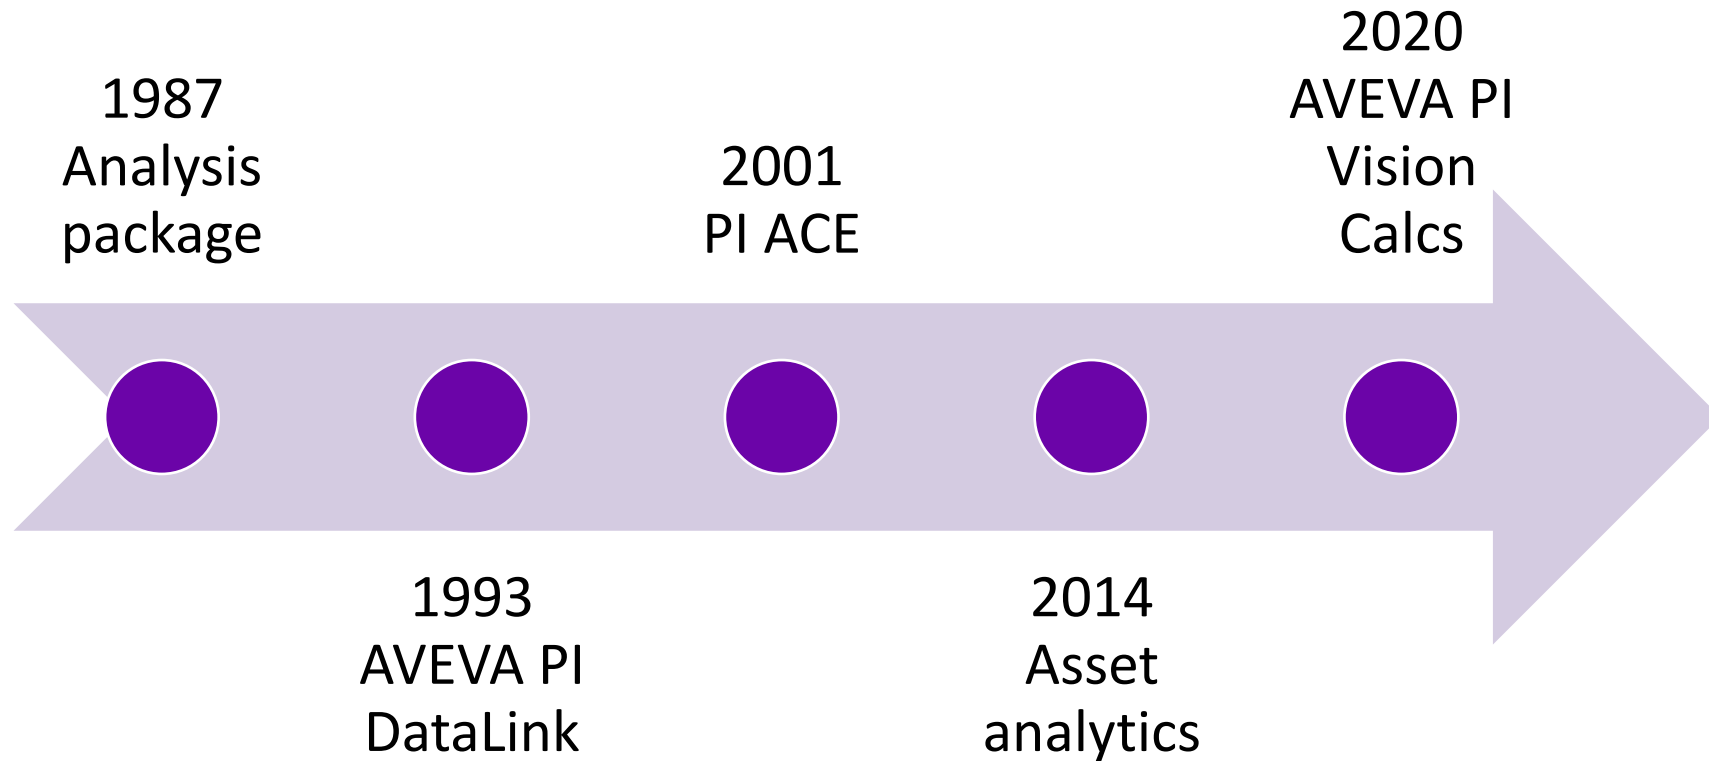 1987
Analysis
package
1993
AVEVA PI
DataLink
2001
PI ACE
2014
Asset
analytics
2020
AVEVA PI
Vision
Calcs